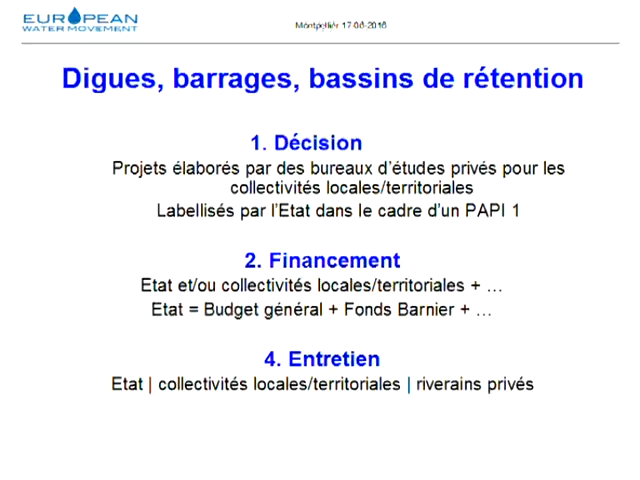 EUROPEAN
WATER MOVEMENT
Montpellier 17-06-2016
Digues, barrages, bassins de rétention
1. Décision
Projets élaborés par des bureaux d'études privés pour les
collectivités locales/territoriales
Labellisés par l'Etat dans le cadre d'un PAPI 1
2. Financement
Etat et/ou collectivités locales/territoriales + …
Etat = Budget général + Fonds Barnier + …
4. Entretien
Etat | collectivités locales/territoriales | riverains privés